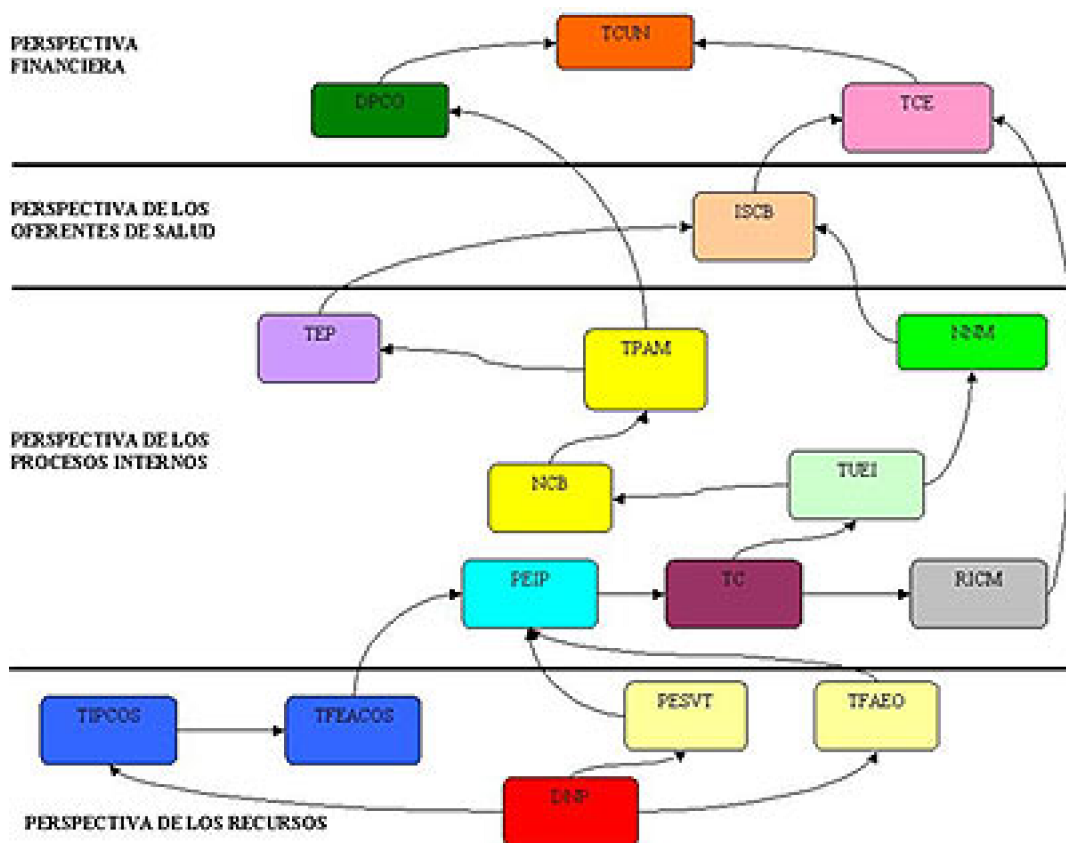 PERSPECTIVA
FINANCIERA
TCUN
DPCO
TCE
PERSPECTIVA DE LOS
OFERENTES DE SALUD
ISCB
TEP
TPAM
NNM
PERSPECTIVA DE LOS
PROCESOS INTERNOS
NCB
TUEI
PEIP
TC
RICM
TIPCOS
TFEACOS
PESVT
TFAEO
DNP
PERSPECTIVA DE LOS RECURSOS